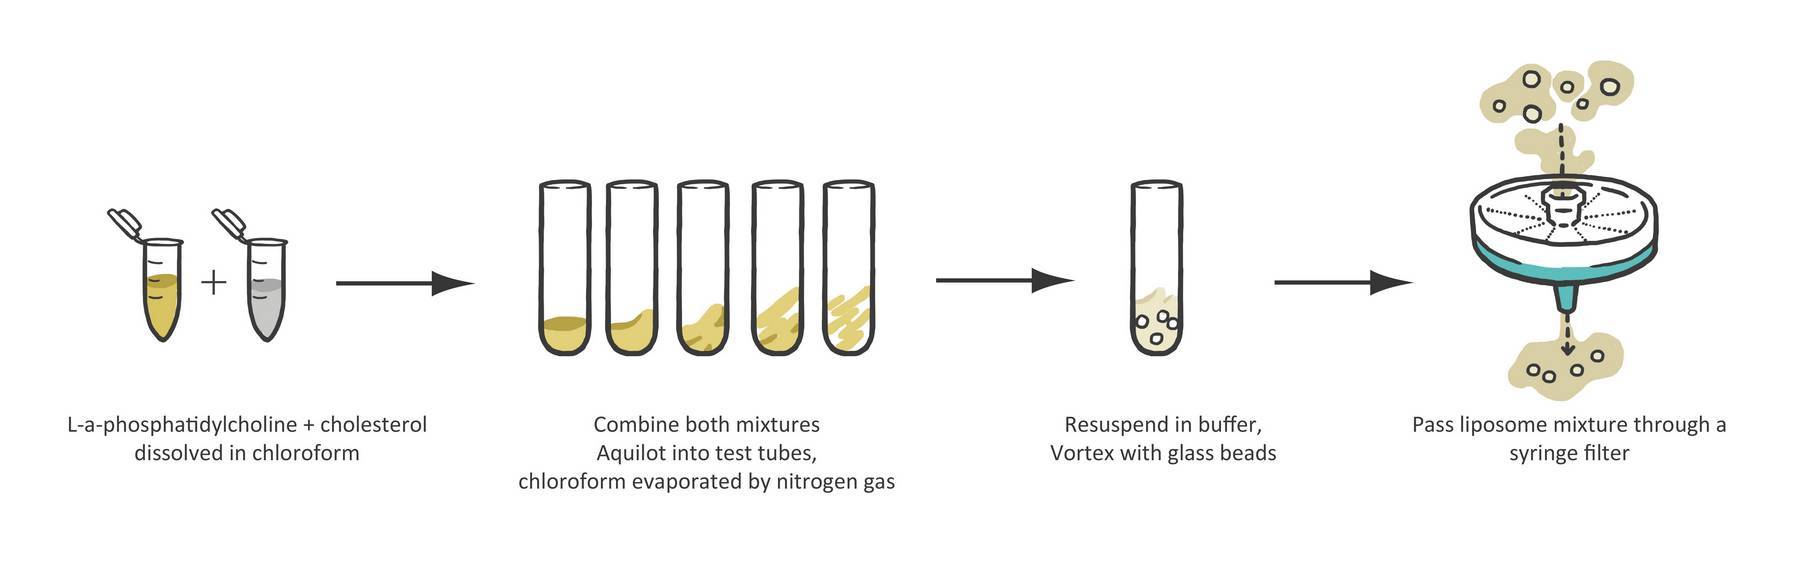 +
L-a-phosphatidylcholine + cholesterol
dissolved in chloroform
Combine both mixtures
Aquilot into test tubes,
chloroform evaporated by nitrogen gas
Resuspend in buffer,
Vortex with glass beads
Pass liposome mixture through a
syringe filter